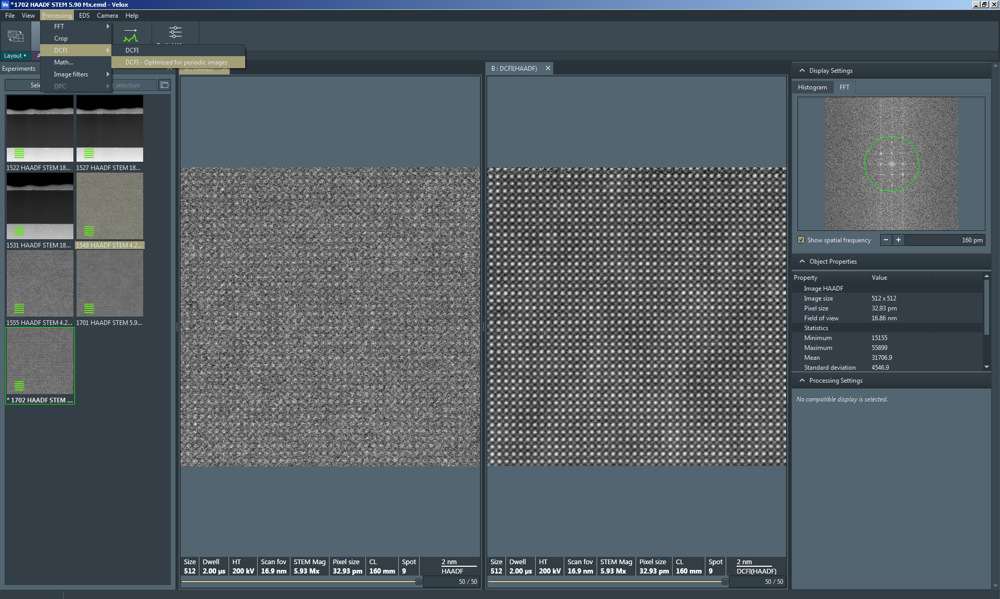 Ve *1702 HAADF STEM 5.90 Mx.emd - Velox
File View Processing EDS Camera Help
FFT
Crop
DCFI
Math...
Image filters
DPC
DCFI
DCFI - Optimized for periodic images
Layout
Experiments
selection
1522 HAADF STEM 18...
1527 HAADF STEM 18...
1531 HAADF STEM 18...
1548 HAADF STEM 4.2...
1555 HAADF STEM 4.2...
1701 HAADF STEM 5.9...
* 1702 HAADF STEM ...
A : HAADF
Size Dwell HT Scan fov STEM Mag Pixel size CL Spot 2 nm
512 2.00 µs 200 kV 16.9 nm 5.93 Mx 32.93 pm 160 mm 9 HAADF
50 / 50
B : DCFI(HAADF)
Size Dwell HT Scan fov STEM Mag Pixel size CL Spot 2 nm
512 2.00 µs 200 kV 16.9 nm 5.93 Mx 32.93 pm 160 mm 9 DCFI(HAADF)
50 / 50
Display Settings
Histogram FFT
Show spatial frequency − + 160 pm
Object Properties
Property Value
Image HAADF
Image size 512 x 512
Pixel size 32.93 pm
Field of view 16.86 nm
Statistics
Minimum 15155
Maximum 55899
Mean 31706.9
Standard deviation 4546.9
Processing Settings
No compatible display is selected.